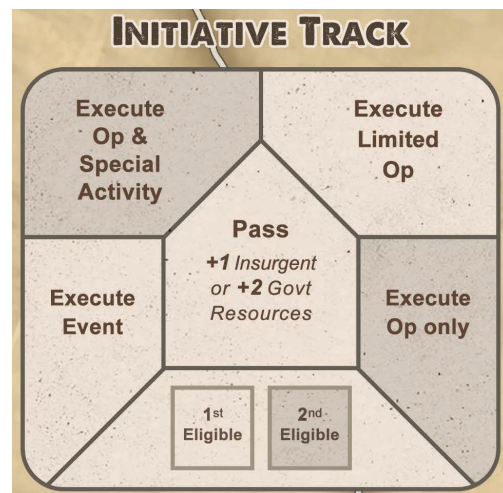 INITIATIVE TRACK
Execute
Op &
Special
Activity
Execute
Limited
Op
Pass
+1 Insurgent
or +2 Govt
Resources
Execute
Event
Execute
Op only
1st
Eligible
2nd
Eligible